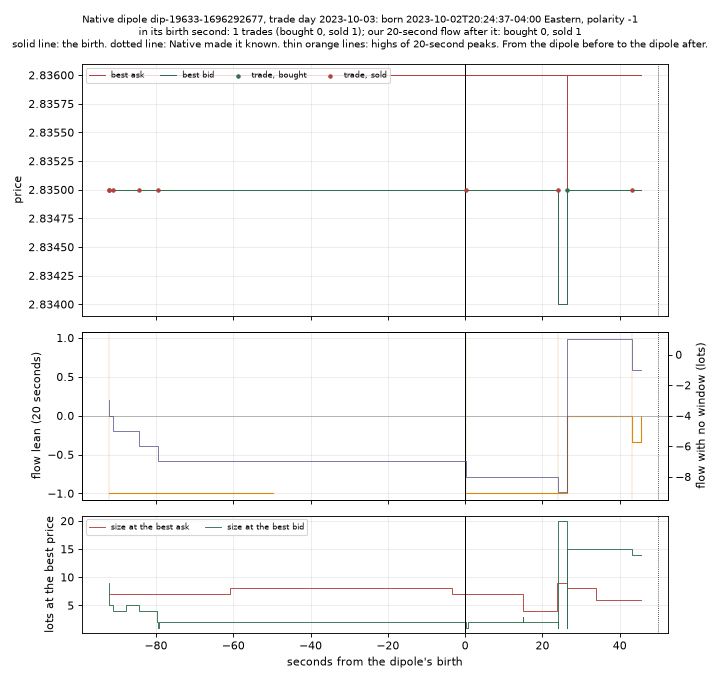 Native dipole dip-19633-1696292677, trade day 2023-10-03: born 2023-10-02T20:24:37-04:00 Eastern, polarity -1
in its birth second: 1 trades (bought 0, sold 1); our 20-second flow after it: bought 0, sold 1
solid line: the birth. dotted line: Native made it known. thin orange lines: highs of 20-second peaks. From the dipole before to the dipole after.
best ask best bid trade, bought trade, sold
2.83600
2.83575
2.83550
2.83525
2.83500
2.83475
2.83450
2.83425
2.83400
price
1.0
0.5
0.0
−0.5
−1.0
flow lean (20 seconds)
0
−2
−4
−6
−8
flow with no window (lots)
size at the best ask size at the best bid
20
15
10
5
lots at the best price
−80 −60 −40 −20 0 20 40
seconds from the dipole's birth